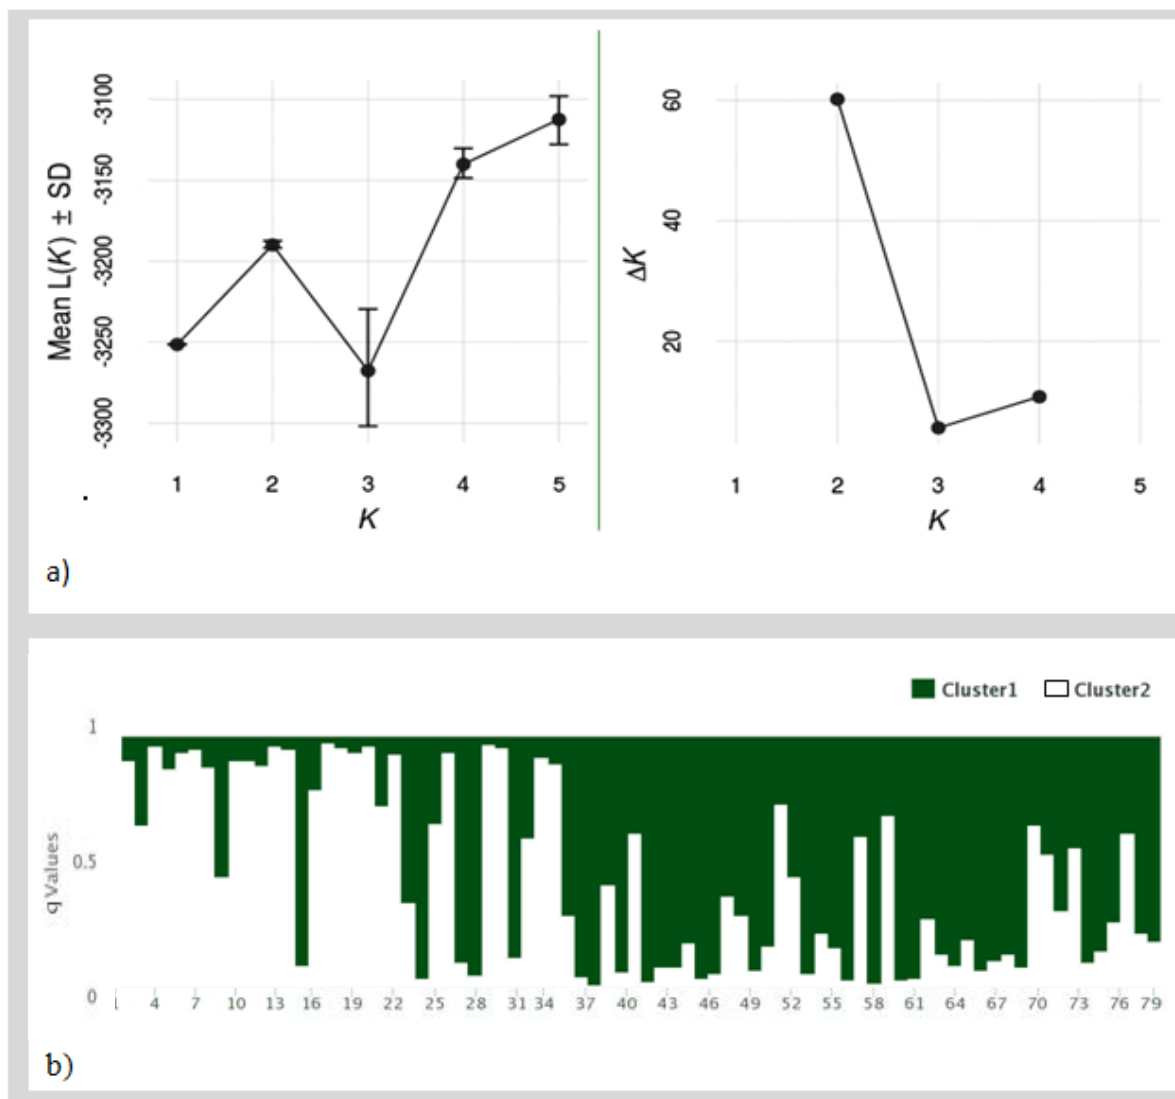 Mean L(K) ± SD
-3100
-3150
-3200
-3250
-3300
1 2 3 4 5
K
.
ΔK
60
40
20
1 2 3 4 5
K
a)
Cluster1 Cluster2
q Values
1
0.5
0
1 4 7 10 13 16 19 22 25 28 31 34 37 40 43 46 49 52 55 58 61 64 67 70 73 76 79
b)